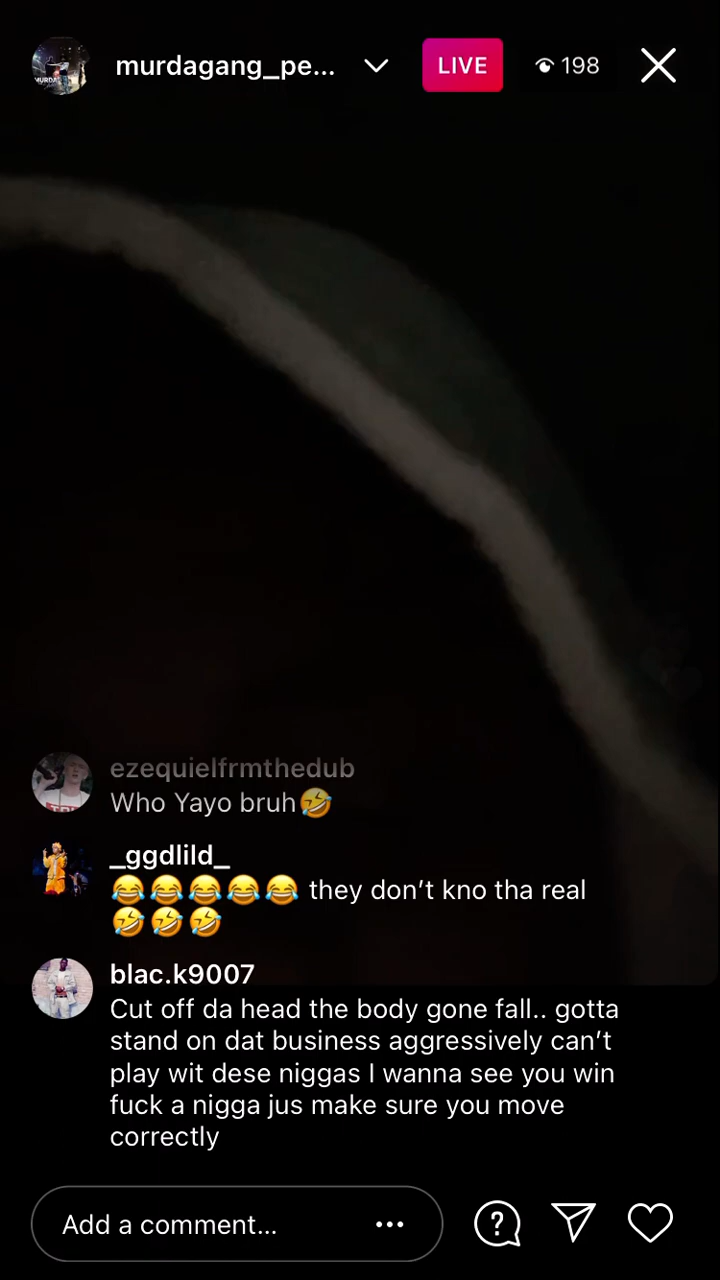 murdagang_pe...
LIVE
198
ezequielfrmthedub
Who Yayo bruh🤣
_ggdlild_
😂😂😂😂😂 they don’t kno tha real
🤣🤣🤣
blac.k9007
Cut off da head the body gone fall.. gotta
stand on dat business aggressively can’t
play wit dese niggas I wanna see you win
fuck a nigga jus make sure you move
correctly
Add a comment...